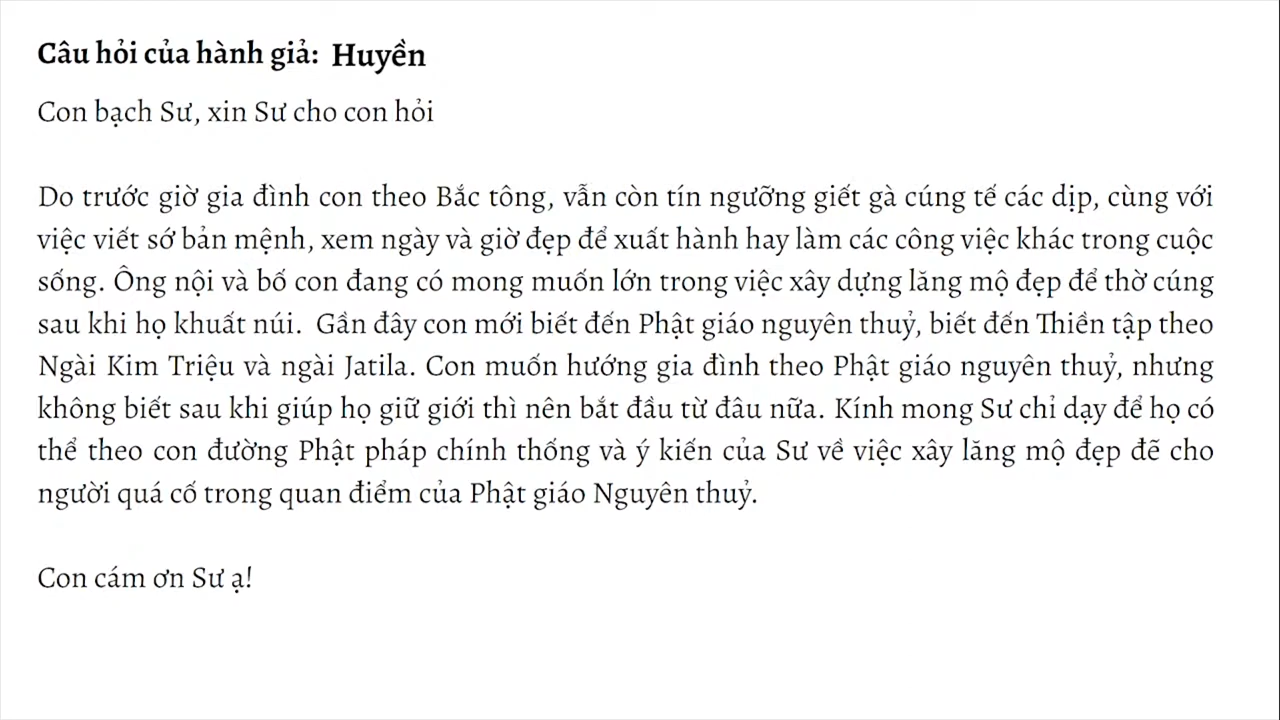 Câu hỏi của hành giả: Huyền
Con bạch Sư, xin Sư cho con hỏi
Do trước giờ gia đình con theo Bắc tông, vẫn còn tín ngưỡng giết gà cúng tế các dịp, cùng với
việc viết sớ bản mệnh, xem ngày và giờ đẹp để xuất hành hay làm các công việc khác trong cuộc
sống. Ông nội và bố con đang có mong muốn lớn trong việc xây dựng lăng mộ đẹp để thờ cúng
sau khi họ khuất núi. Gần đây con mới biết đến Phật giáo nguyên thuỷ, biết đến Thiền tập theo
Ngài Kim Triệu và ngài Jatila. Con muốn hướng gia đình theo Phật giáo nguyên thuỷ, nhưng
không biết sau khi giúp họ giữ giới thì nên bắt đầu từ đâu nữa. Kính mong Sư chỉ dạy để họ có
thể theo con đường Phật pháp chính thống và ý kiến của Sư về việc xây lăng mộ đẹp đẽ cho
người quá cố trong quan điểm của Phật giáo Nguyên thuỷ.
Con cám ơn Sư ạ!